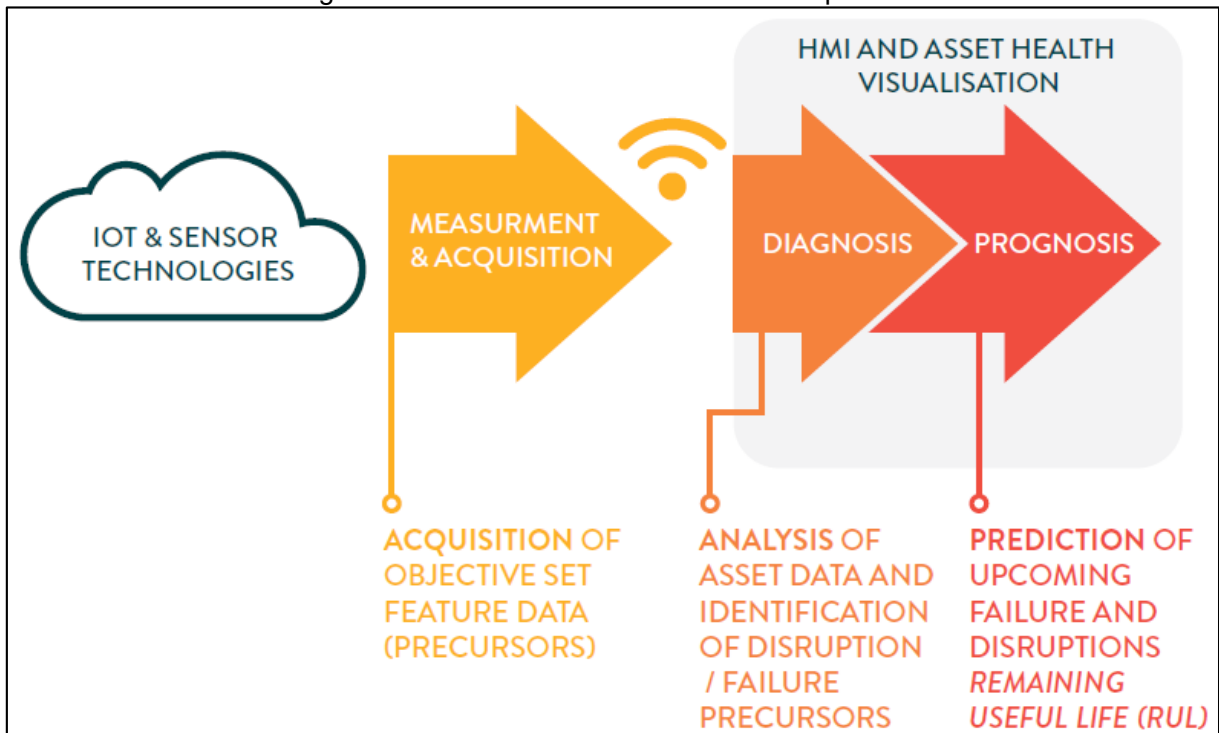 HMI AND ASSET HEALTH
VISUALISATION
IOT & SENSOR
TECHNOLOGIES
MEASURMENT
& ACQUISITION
DIAGNOSIS
PROGNOSIS
ACQUISITION OF
OBJECTIVE SET
FEATURE DATA
(PRECURSORS)
ANALYSIS OF
ASSET DATA AND
IDENTIFICATION
OF DISRUPTION
/ FAILURE
PRECURSORS
PREDICTION OF
UPCOMING
FAILURE AND
DISRUPTIONS
REMAINING
USEFUL LIFE (RUL)